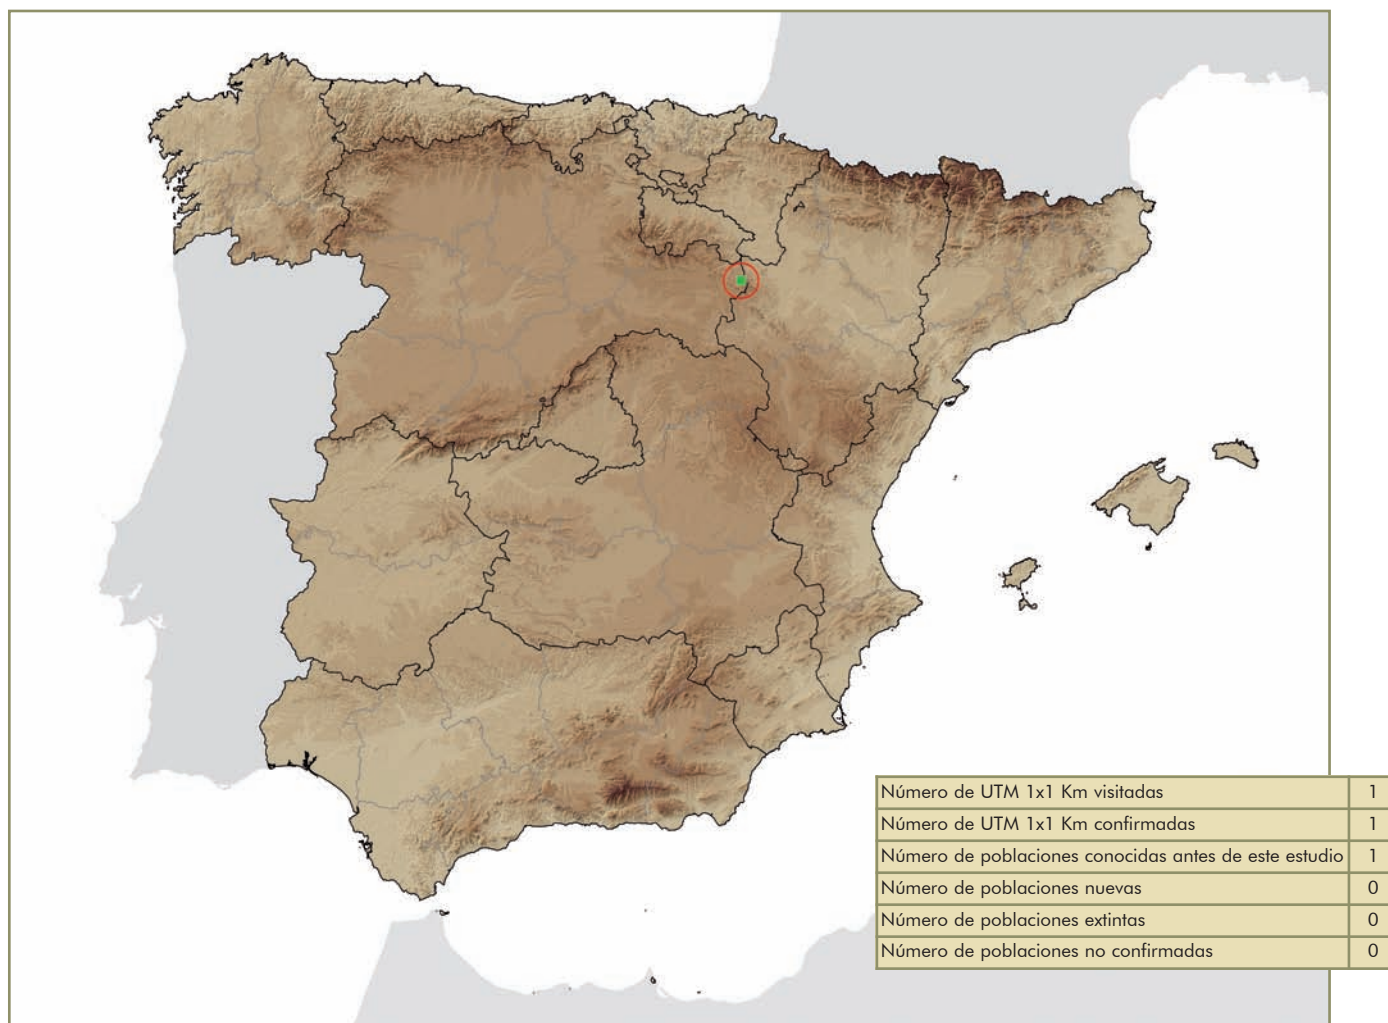 Número de UTM 1x1 Km visitadas 1
Número de UTM 1x1 Km confirmadas 1
Número de poblaciones conocidas antes de este estudio 1
Número de poblaciones nuevas 0
Número de poblaciones extintas 0
Número de poblaciones no confirmadas 0